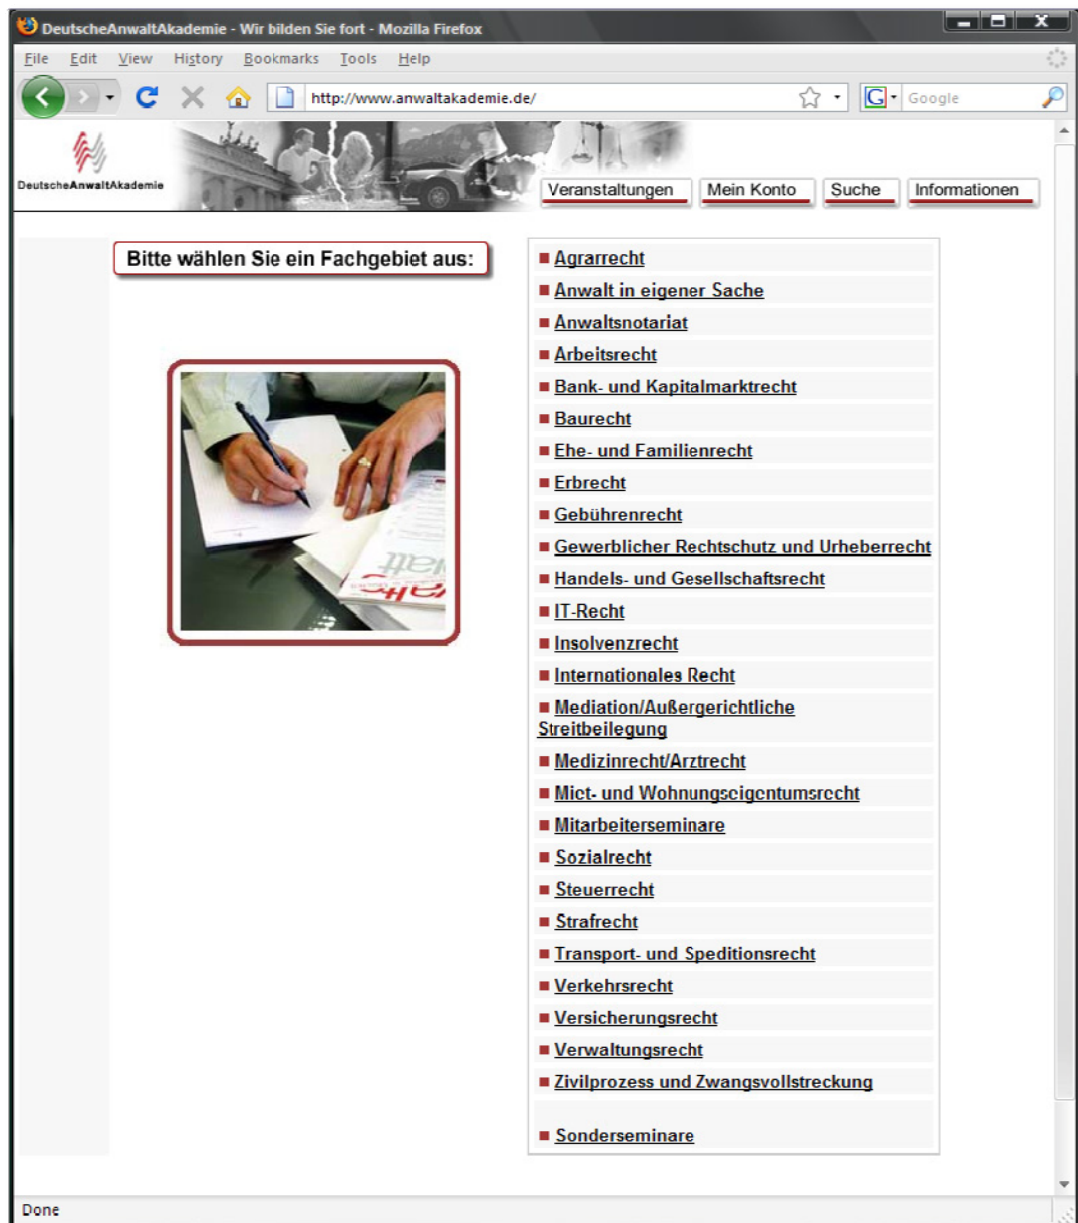 DeutscheAnwaltAkademie - Wir bilden Sie fort - Mozilla Firefox
File Edit View History Bookmarks Tools Help
http://www.anwaltakademie.de/
G Google
DeutscheAnwaltAkademie
Veranstaltungen Mein Konto Suche Informationen
Bitte wählen Sie ein Fachgebiet aus:
Agrarrecht
Anwalt in eigener Sache
Anwaltsnotariat
Arbeitsrecht
Bank- und Kapitalmarktrecht
Baurecht
Ehe- und Familienrecht
Erbrecht
Gebührenrecht
Gewerblicher Rechtschutz und Urheberrecht
Handels- und Gesellschaftsrecht
IT-Recht
Insolvenzrecht
Internationales Recht
Mediation/Außergerichtliche
Streitbeilegung
Medizinrecht/Arztrecht
Miet- und Wohnungseigentumsrecht
Mitarbeiterseminare
Sozialrecht
Steuerrecht
Strafrecht
Transport- und Speditionsrecht
Verkehrsrecht
Versicherungsrecht
Verwaltungsrecht
Zivilprozess und Zwangsvollstreckung
Sonderseminare
Done